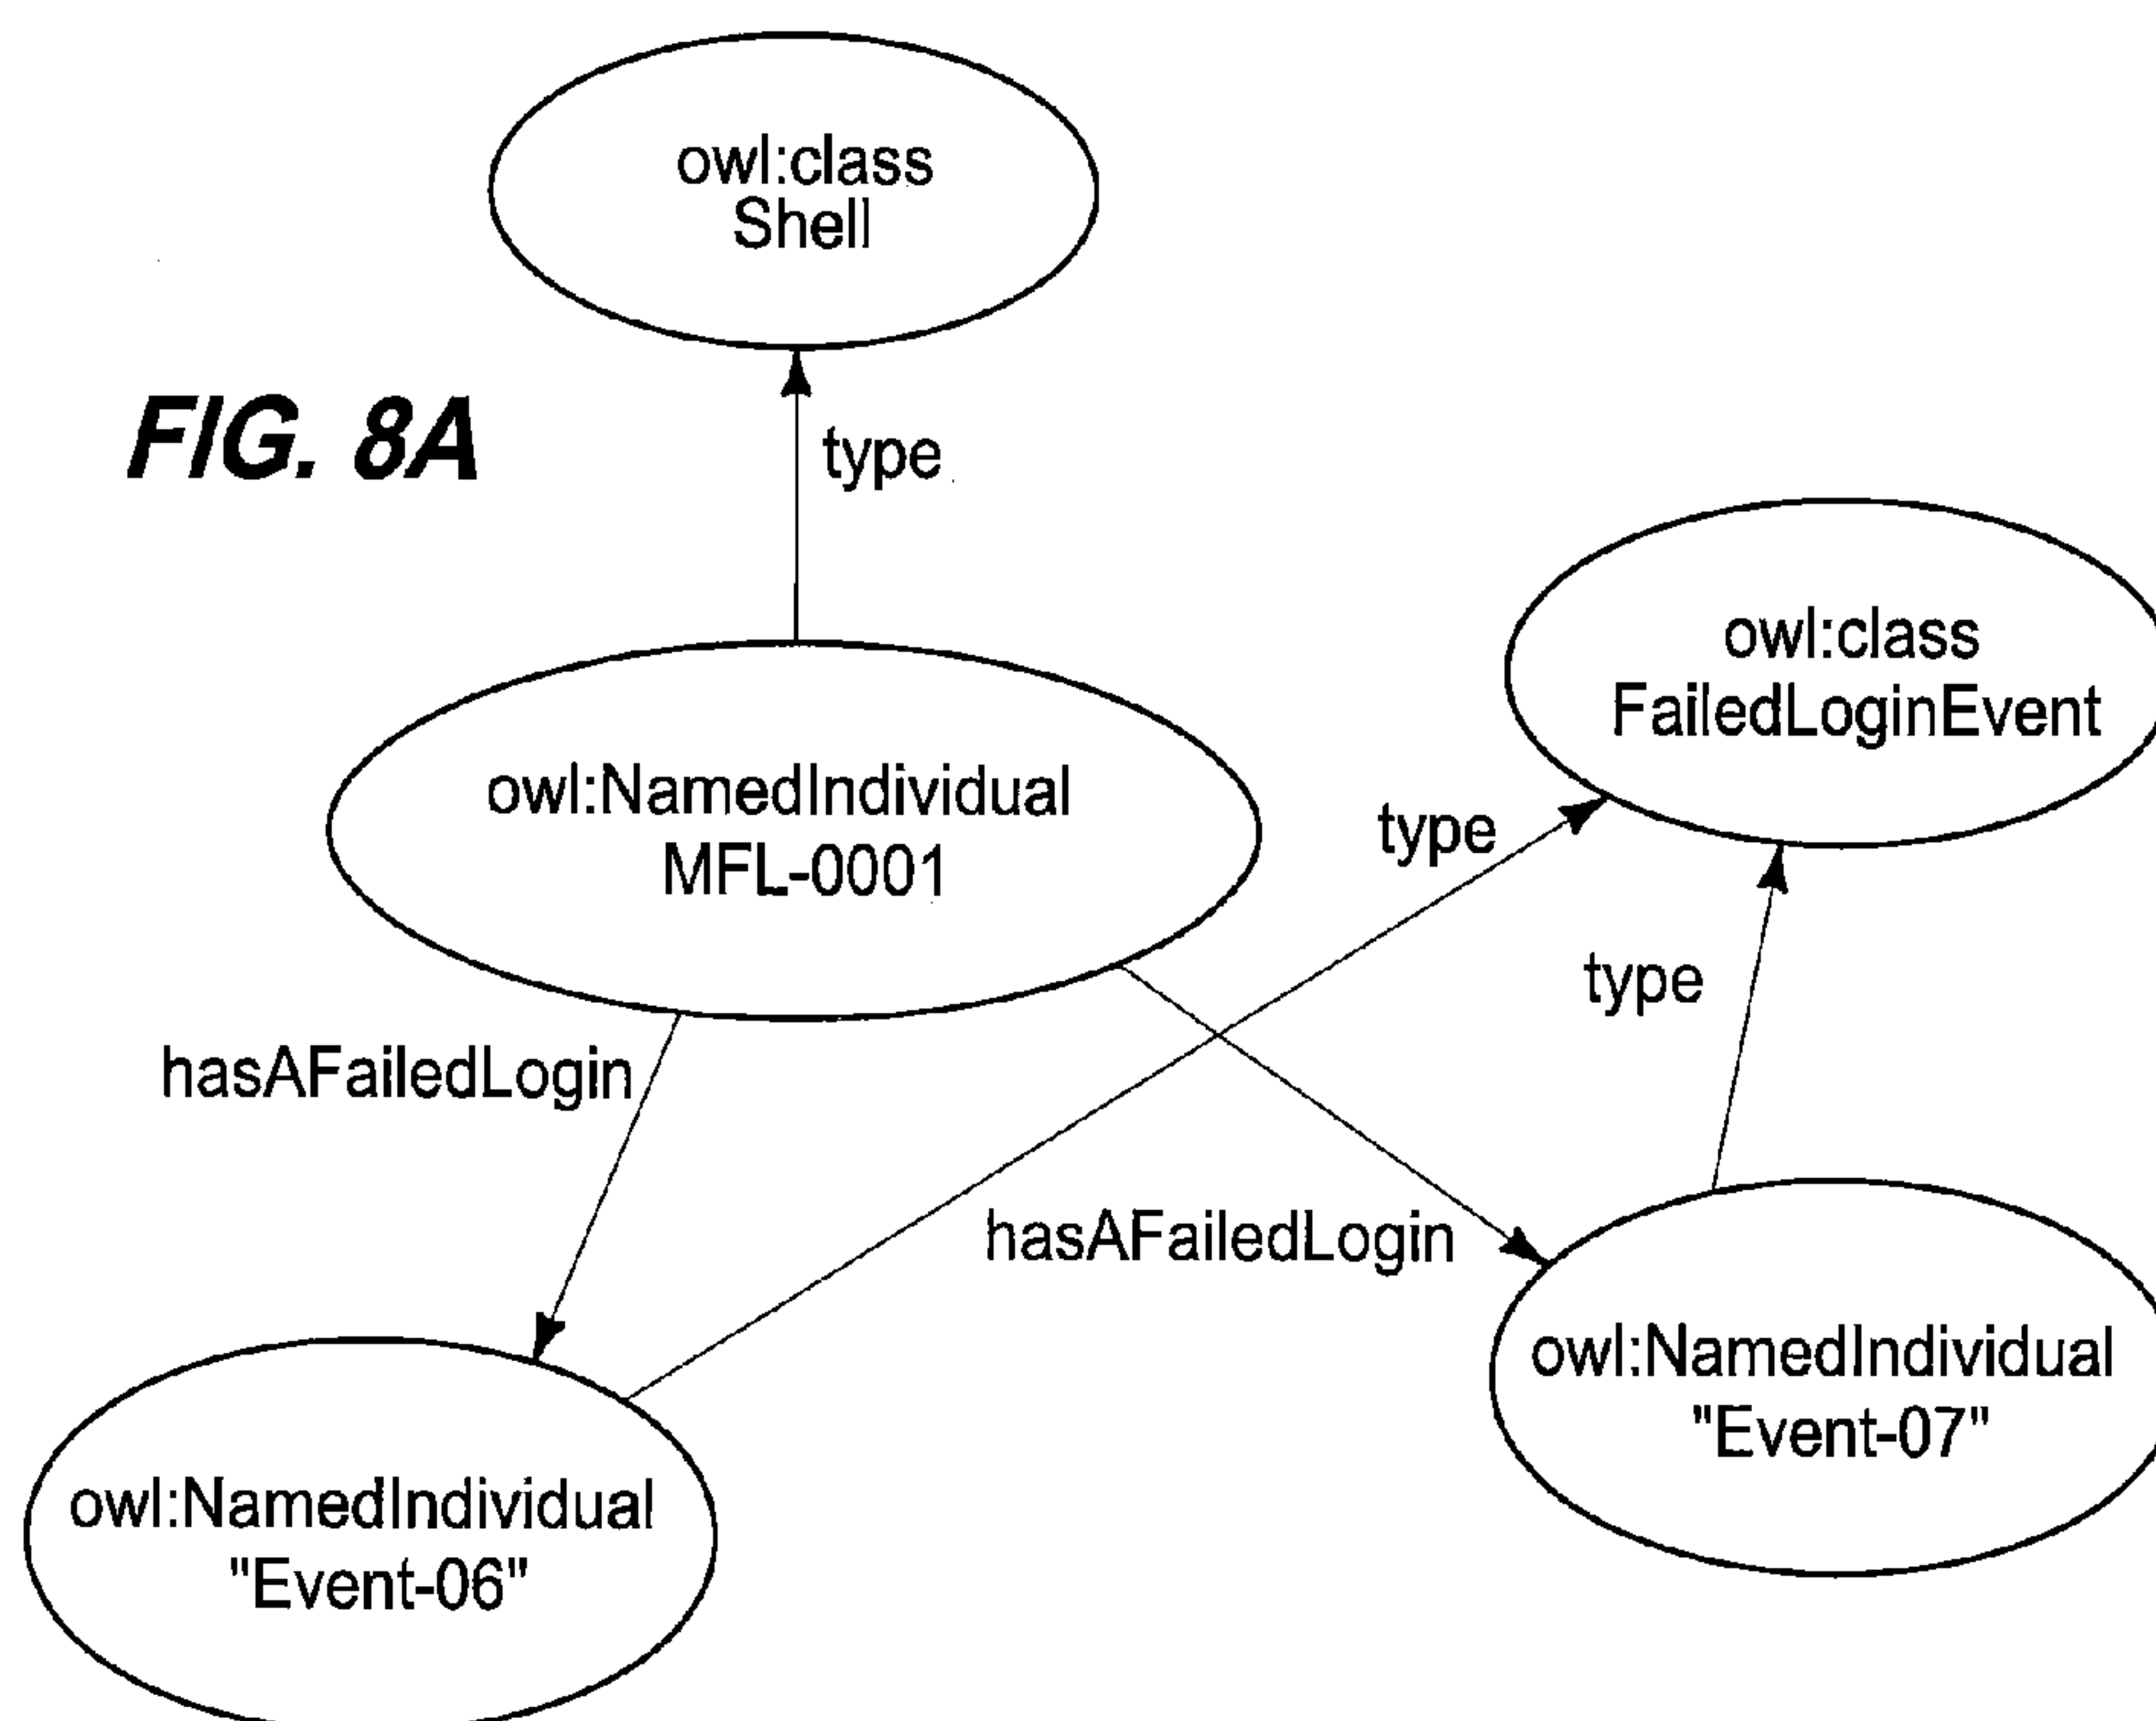 owl:class
Shell
FIG. 8A
type
owl:class
FailedLoginEvent
owl:NamedIndividual
MFL-0001
type
type
hasAFailedLogin
hasAFailedLogin
owl:NamedIndividual
"Event-07"
owl:NamedIndividual
"Event-06"